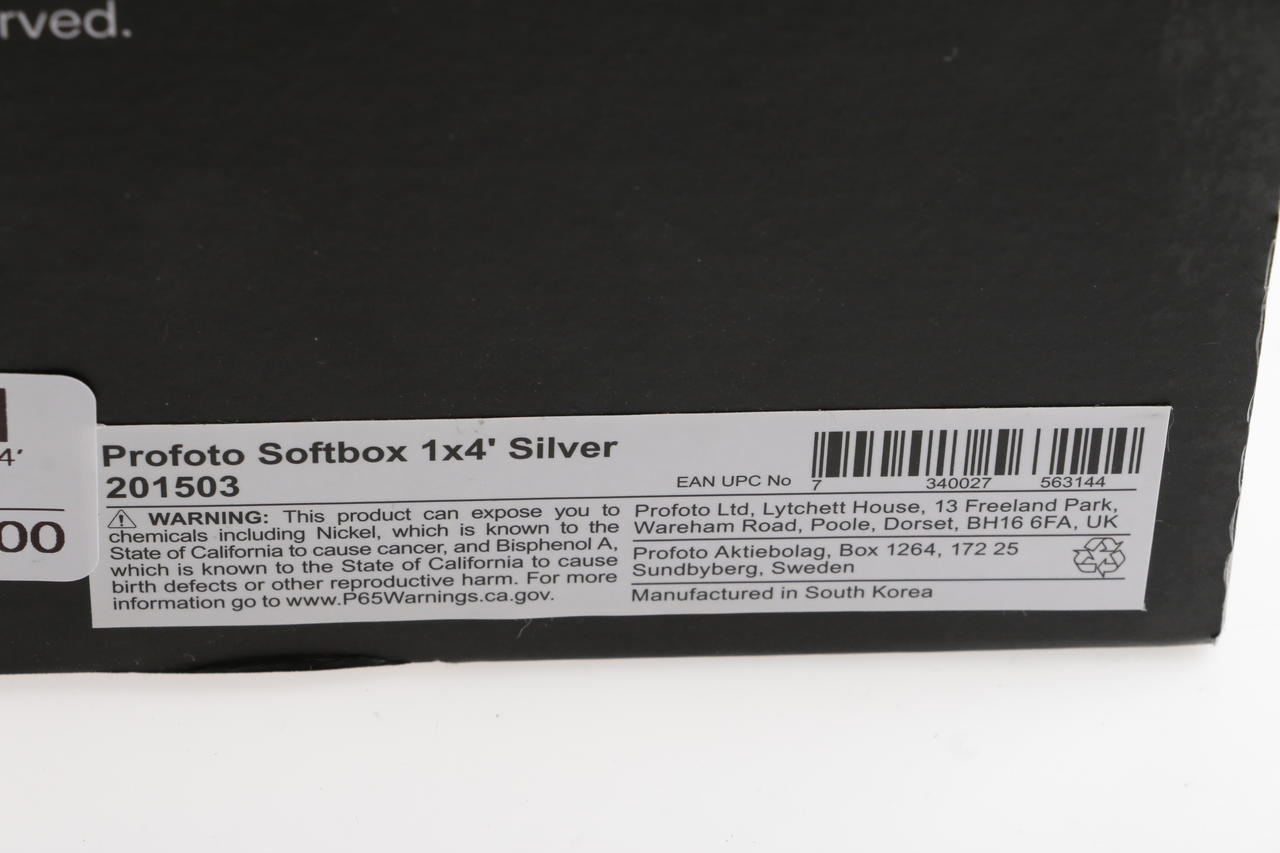 rved.
4'
00
Profoto Softbox 1x4' Silver
201503
EAN UPC No
7 340027 563144
WARNING: This product can expose you to
chemicals including Nickel, which is known to the
State of California to cause cancer, and Bisphenol A,
which is known to the State of California to cause
birth defects or other reproductive harm. For more
information go to www.P65Warnings.ca.gov.
Profoto Ltd, Lytchett House, 13 Freeland Park,
Wareham Road, Poole, Dorset, BH16 6FA, UK
Profoto Aktiebolag, Box 1264, 172 25
Sundbyberg, Sweden
Manufactured in South Korea